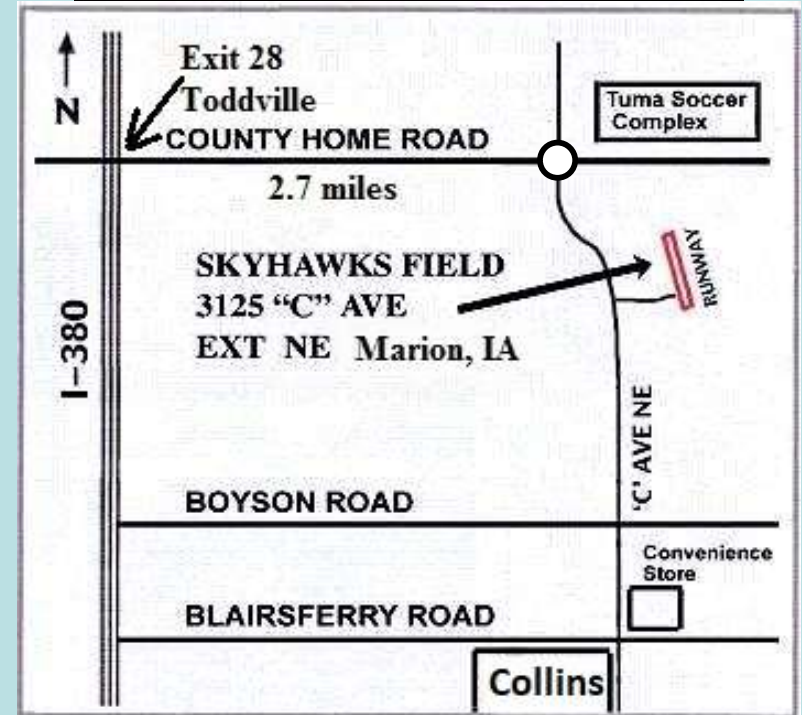 Exit 28
Toddville
N
COUNTY HOME ROAD
Tuma Soccer
Complex
2.7 miles
SKYHAWKS FIELD
3125 “C” AVE
EXT NE Marion, IA
RUNWAY
I–380
'C' AVE NE
BOYSON ROAD
Convenience
Store
BLAIRSFERRY ROAD
Collins